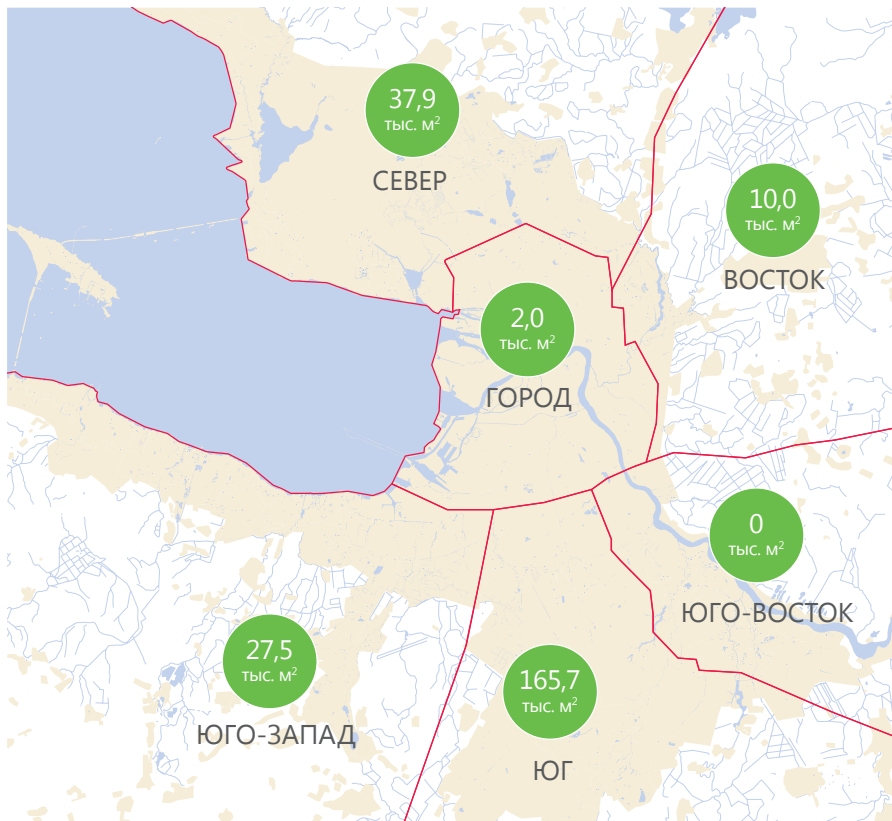 37,9
тыс. м²
СЕВЕР
10,0
тыс. м²
ВОСТОК
2,0
тыс. м²
ГОРОД
0
тыс. м²
ЮГО-ВОСТОК
27,5
тыс. м²
ЮГО-ЗАПАД
165,7
тыс. м²
ЮГ